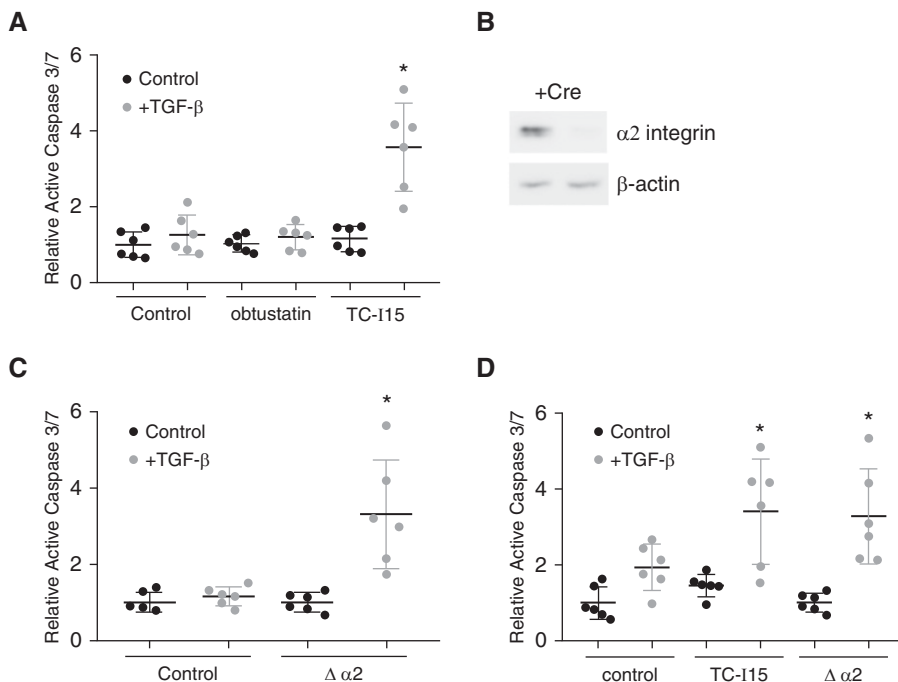 A
Relative Active Caspase 3/7
6
4
2
0
Control
+TGF-β
*
Control
obtustatin
TC-I15
B
+Cre
α2 integrin
β-actin
C
Relative Active Caspase 3/7
6
4
2
0
Control
+TGF-β
*
Control
Δ α2
D
Relative Active Caspase 3/7
6
4
2
0
Control
+TGF-β
*
*
control
TC-I15
Δ α2